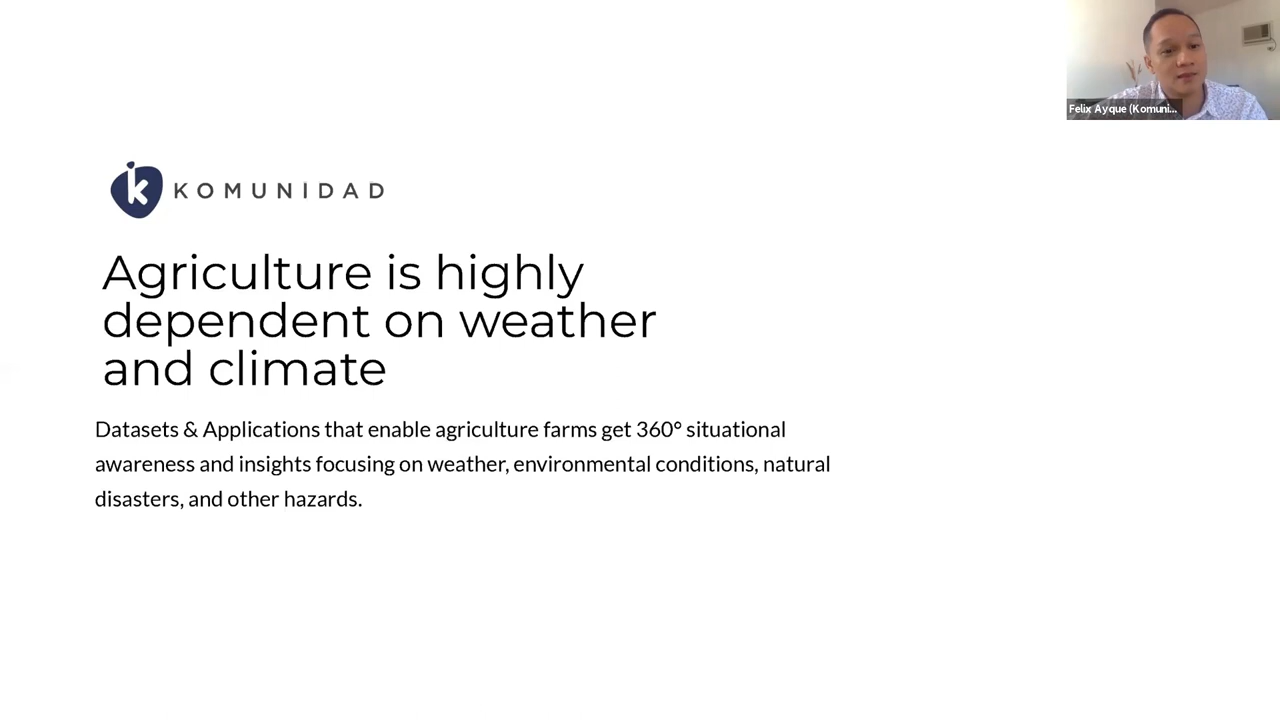 Felix Ayque (Komuni...
k KOMUNIDAD
Agriculture is highly
dependent on weather
and climate
Datasets & Applications that enable agriculture farms get 360° situational
awareness and insights focusing on weather, environmental conditions, natural
disasters, and other hazards.